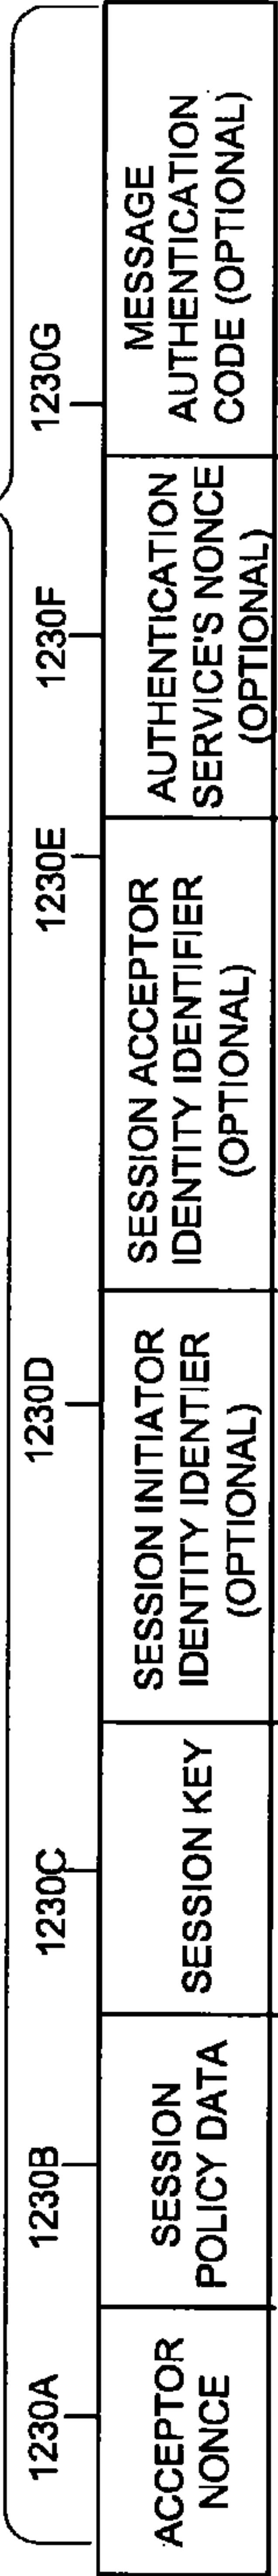 1230A
1230B
1230C
1230D
1230E
1230F
1230G
ACCEPTOR
NONCE
SESSION
POLICY DATA
SESSION KEY
SESSION INITIATOR
IDENTITY IDENTIER
(OPTIONAL)
SESSION ACCEPTOR
IDENTITY IDENTIFIER
(OPTIONAL)
AUTHENTICATION
SERVICE'S NONCE
(OPTIONAL)
MESSAGE
AUTHENTICATION
CODE (OPTIONAL)